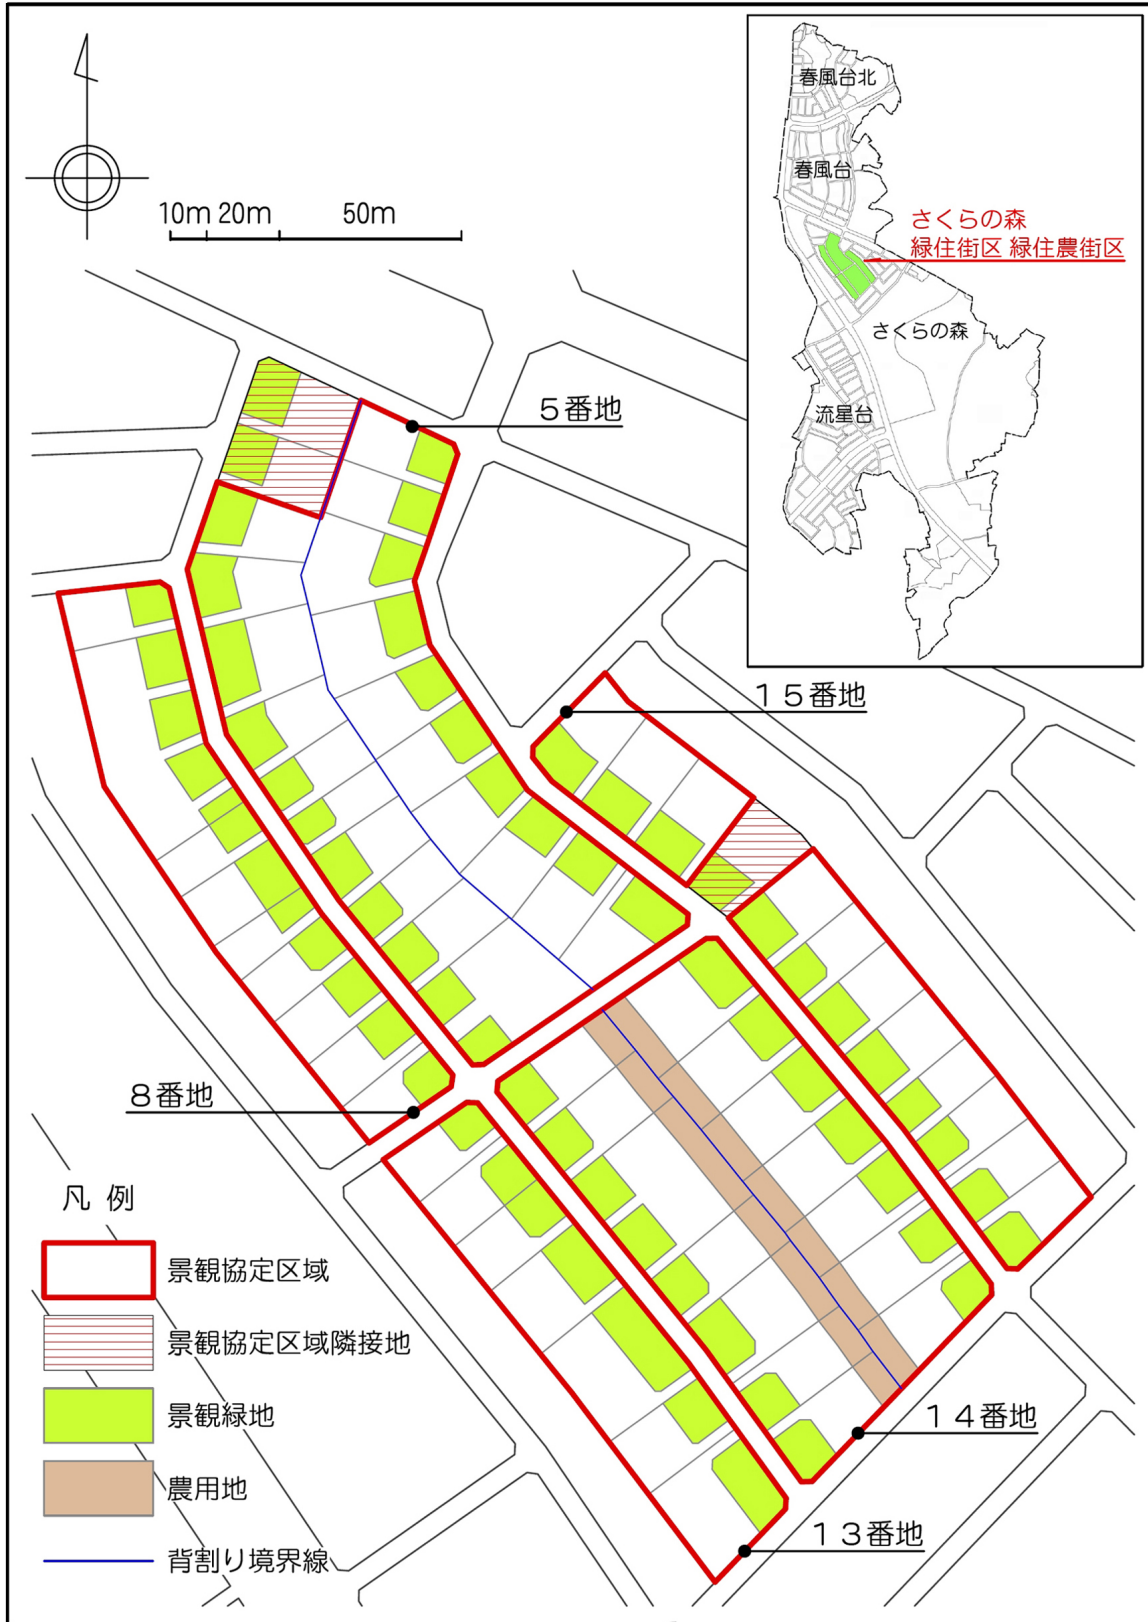 10m 20m 50m
春風台北
春風台
さくらの森
緑住街区 緑住農街区
さくらの森
流星台
５番地
１５番地
８番地
凡 例
景観協定区域
景観協定区域隣接地
景観緑地
農用地
背割り境界線
１４番地
１３番地